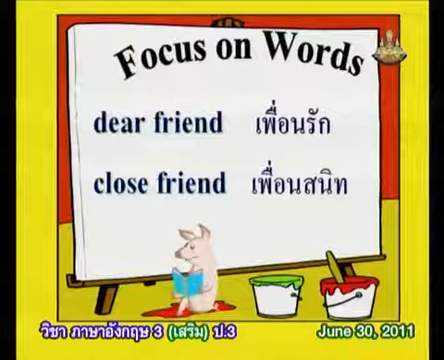 Focus on Words
dear friend เพื่อนรัก
close friend เพื่อนสนิท
วิชา ภาษาอังกฤษ 3 (เสริม) ป.3 June 30, 2011